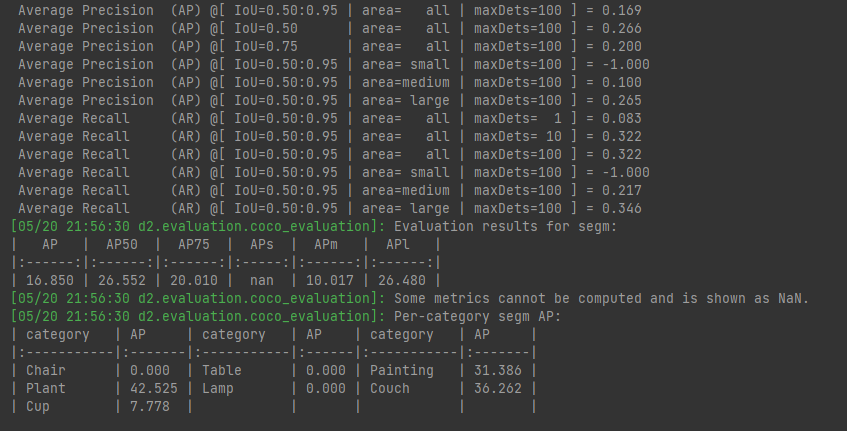 Average Precision  (AP) @[ IoU=0.50:0.95 | area=   all | maxDets=100 ] = 0.169
Average Precision  (AP) @[ IoU=0.50      | area=   all | maxDets=100 ] = 0.266
Average Precision  (AP) @[ IoU=0.75      | area=   all | maxDets=100 ] = 0.200
Average Precision  (AP) @[ IoU=0.50:0.95 | area= small | maxDets=100 ] = -1.000
Average Precision  (AP) @[ IoU=0.50:0.95 | area=medium | maxDets=100 ] = 0.100
Average Precision  (AP) @[ IoU=0.50:0.95 | area= large | maxDets=100 ] = 0.265
Average Recall     (AR) @[ IoU=0.50:0.95 | area=   all | maxDets=  1 ] = 0.083
Average Recall     (AR) @[ IoU=0.50:0.95 | area=   all | maxDets= 10 ] = 0.322
Average Recall     (AR) @[ IoU=0.50:0.95 | area=   all | maxDets=100 ] = 0.322
Average Recall     (AR) @[ IoU=0.50:0.95 | area= small | maxDets=100 ] = -1.000
Average Recall     (AR) @[ IoU=0.50:0.95 | area=medium | maxDets=100 ] = 0.217
Average Recall     (AR) @[ IoU=0.50:0.95 | area= large | maxDets=100 ] = 0.346
[05/20 21:56:30 d2.evaluation.coco_evaluation]: Evaluation results for segm:
|   AP   |  AP50  |  AP75  |  APs  |  APm   |  APl   |
|:------:|:------:|:------:|:-----:|:------:|:------:|
| 16.850 | 26.552 | 20.010 |  nan  | 10.017 | 26.480 |
[05/20 21:56:30 d2.evaluation.coco_evaluation]: Some metrics cannot be computed and is shown as NaN.
[05/20 21:56:30 d2.evaluation.coco_evaluation]: Per-category segm AP:
| category   | AP     | category   | AP    | category   | AP     |
|:-----------|:-------|:-----------|:------|:-----------|:-------|
| Chair      | 0.000  | Table      | 0.000 | Painting   | 31.386 |
| Plant      | 42.525 | Lamp       | 0.000 | Couch      | 36.262 |
| Cup        | 7.778  |            |       |            |        |